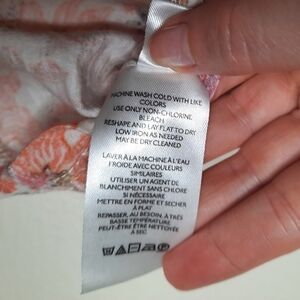 MACHINE WASH COLD WITH LIKE
COLORS
USE ONLY NON-CHLORINE
BLEACH
RESHAPE AND LAY FLAT TO DRY
LOW IRON AS NEEDED
MAY BE DRY CLEANED
LAVER À LA MACHINE À L'EAU
FROIDE AVEC COULEURS
SIMILAIRES
UTILISER UN AGENT DE
BLANCHIMENT SANS CHLORE
SI NÉCESSAIRE
METTRE EN FORME ET SÉCHER
À PLAT
REPASSER, AU BESOIN, À TRÈS
BASSE TEMPÉRATURE
PEUT-ÊTRE ÊTRE NETTOYÉE
A SEC